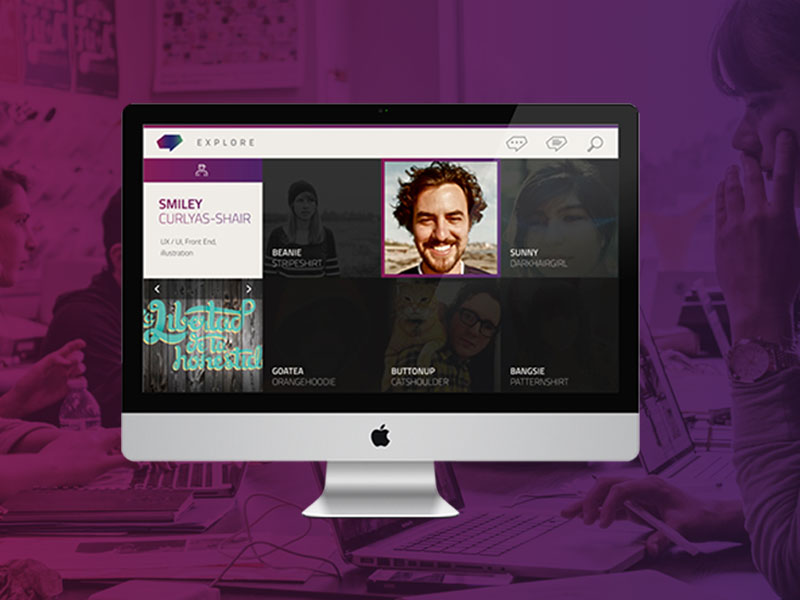 EXPLORE
SMILEY
CURLYAS-SHAIR
UX / UI, Front End,
illustration
BEANIE
STRIPESHIRT
SUNNY
DARKHAIRGIRL
Libertad
de la
honestidad
GOATEA
ORANGEHOODIE
BUTTONUP
CATSHOULDER
BANGSIE
PATTERNSHIRT